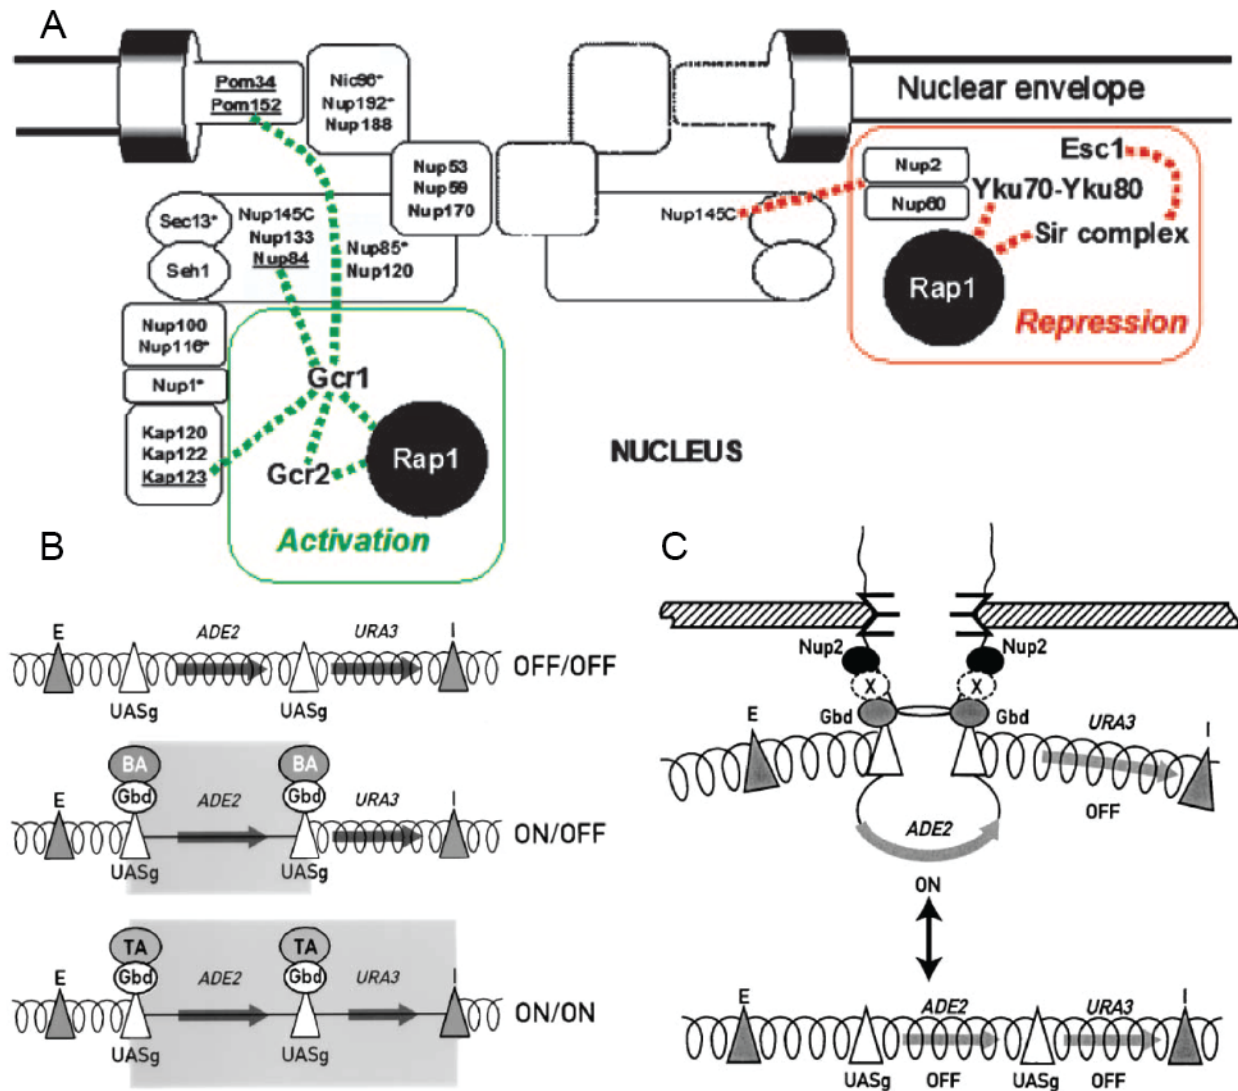 A
Pom34
Pom152
Nic96*
Nup192*
Nup188
Nup53
Nup59
Nup170
Sec13*
Seh1
Nup145C
Nup133
Nup84
Nup85*
Nup120
Nup100
Nup116*
Nup1*
Kap120
Kap122
Kap123
Gcr1
Gcr2
Rap1
Activation
NUCLEUS
Nuclear envelope
Nup145C
Nup2
Nup60
Esc1
Yku70-Yku80
Sir complex
Rap1
Repression
B
E
ADE2
URA3
I
OFF/OFF
UASg
UASg
BA
BA
Gbd
Gbd
E
ADE2
URA3
I
ON/OFF
UASg
UASg
TA
TA
Gbd
Gbd
E
ADE2
URA3
I
ON/ON
UASg
UASg
C
Nup2
Nup2
X
X
Gbd
Gbd
E
URA3
I
OFF
ADE2
ON
E
ADE2
URA3
I
UASg
OFF
UASg
OFF